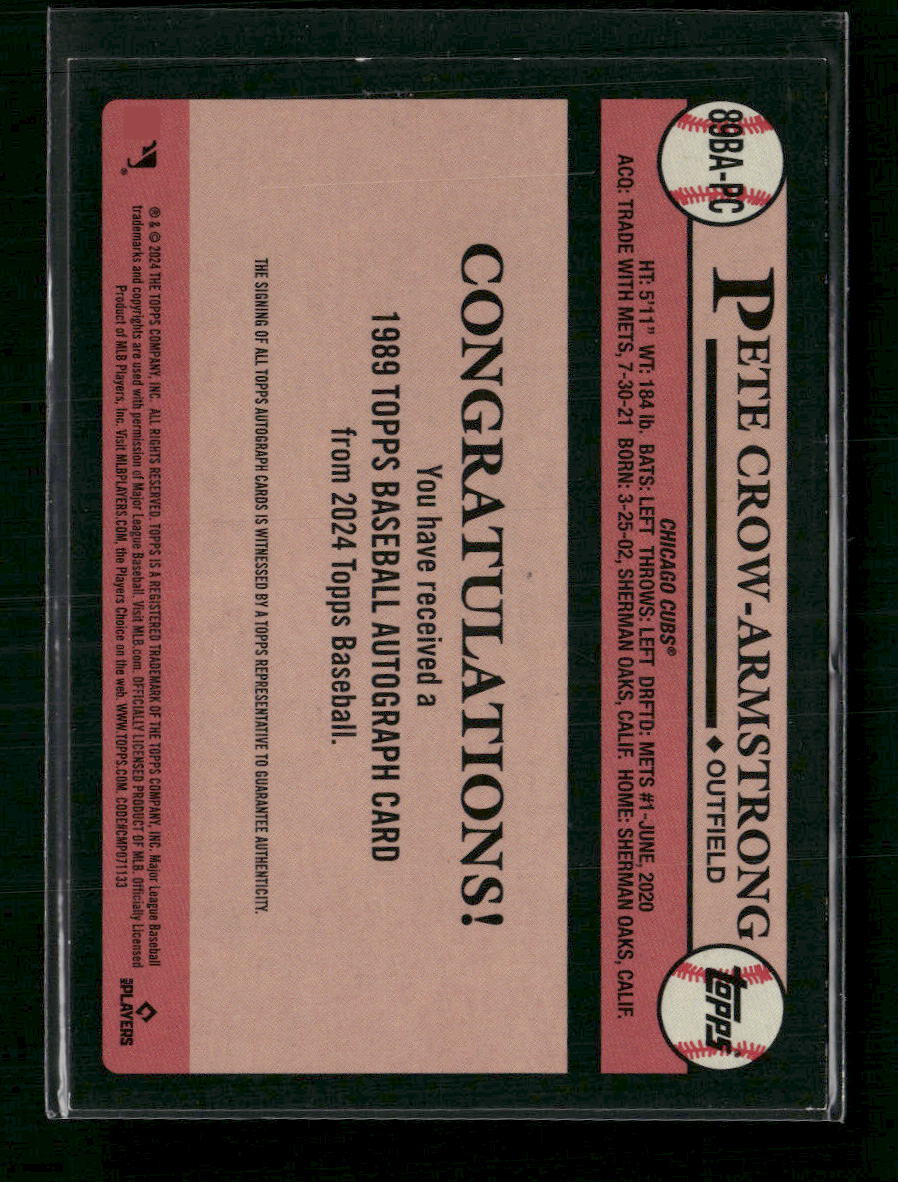 89BA-PC
PETE CROW-ARMSTRONG
OUTFIELD
topps
CHICAGO CUBS®
HT: 5'11" WT: 184 lb. BATS: LEFT THROWS: LEFT DRFTD: METS #1-JUNE, 2020
ACQ: TRADE WITH METS, 7-30-21 BORN: 3-25-02, SHERMAN OAKS, CALIF. HOME: SHERMAN OAKS, CALIF.
CONGRATULATIONS!
You have received a
1989 TOPPS BASEBALL AUTOGRAPH CARD
from 2024 Topps Baseball.
THE SIGNING OF ALL TOPPS AUTOGRAPH CARDS IS WITNESSED BY A TOPPS REPRESENTATIVE TO GUARANTEE AUTHENTICITY.
® & © 2024 THE TOPPS COMPANY, INC. ALL RIGHTS RESERVED. TOPPS IS A REGISTERED TRADEMARK OF THE TOPPS COMPANY, INC. Major League Baseball
trademarks and copyrights are used with permission of Major League Baseball. Visit MLB.com. OFFICIALLY LICENSED PRODUCT OF MLB. Officially Licensed
Product of MLB Players, Inc. Visit MLBPLAYERS.COM, the Players Choice on the web. WWW.TOPPS.COM. CODE#CMP071133
MLB PLAYERS